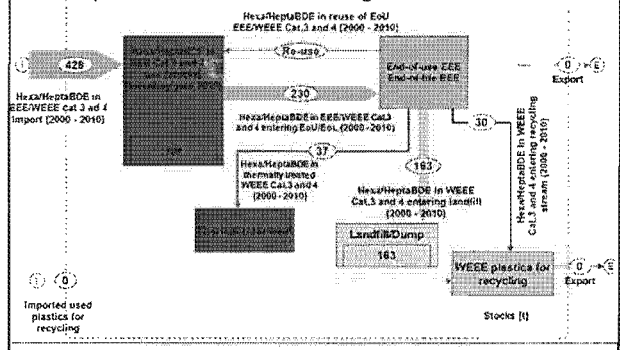 Hexa/HeptaBDE in reuse of EoU
EEE/WEEE Cat.3 and 4 (2000 - 2010)
Re-use
i
428
Hexa/HeptaBDE in
EEE/WEEE Cat 3 ad 4
Import (2000 - 2010)
End-of-use EEE
End-of-life EEE
0
E
Export
230
Hexa/HeptaBDE in EEE/WEEE Cat.3
and 4 entering EoU/EoL (2000 - 2010)
30
37
163
Hexa/HeptaBDE in
thermally treated
WEEE Cat.3 and 4
(2000 - 2010)
Hexa/HeptaBDE in WEEE
Cat.3 and 4 entering landfill
(2000 - 2010)
Hexa/HeptaBDE in WEEE
Cat.3 and 4 entering recycling
stream (2000 - 2010)
Landfill/Dump
163
WEEE plastics for
recycling
0
E
Export
i
0
Imported used
plastics for
recycling
Stocks [t]